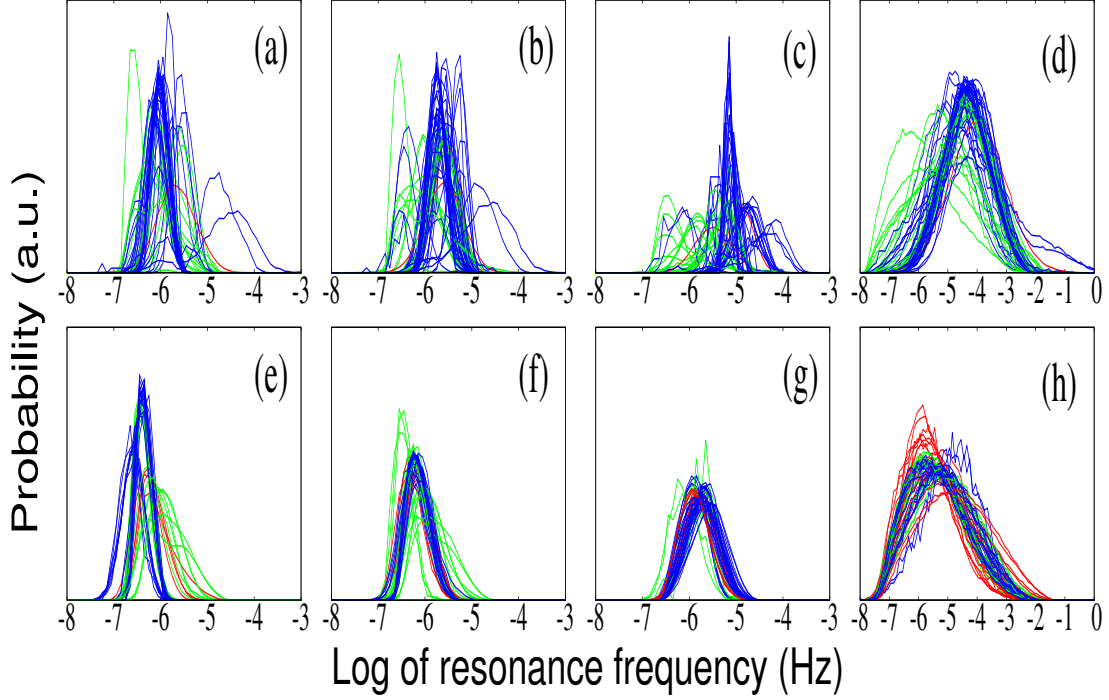 Probability (a.u.)
(a) (b) (c) (d)
-8 -7 -6 -5 -4 -3 -8 -7 -6 -5 -4 -3 -8 -7 -6 -5 -4 -3 -8 -7 -6 -5 -4 -3 -2 -1 0
(e) (f) (g) (h)
-8 -7 -6 -5 -4 -3 -8 -7 -6 -5 -4 -3 -8 -7 -6 -5 -4 -3 -8 -7 -6 -5 -4 -3 -2 -1 0
Log of resonance frequency (Hz)